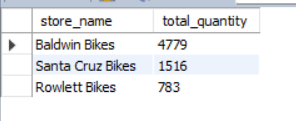 store_name total_quantity
Baldwin Bikes 4779
Santa Cruz Bikes 1516
Rowlett Bikes 783